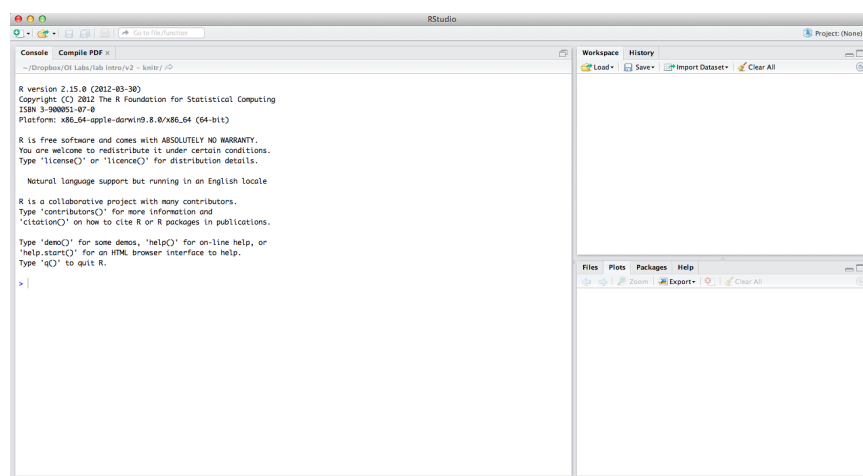 RStudio
Go to file/function
Project: (None)
Console Compile PDF ×
~/Dropbox/OI Labs/lab intro/v2 - knitr/
R version 2.15.0 (2012-03-30)
Copyright (C) 2012 The R Foundation for Statistical Computing
ISBN 3-900051-07-0
Platform: x86_64-apple-darwin9.8.0/x86_64 (64-bit)
R is free software and comes with ABSOLUTELY NO WARRANTY.
You are welcome to redistribute it under certain conditions.
Type 'license()' or 'licence()' for distribution details.
Natural language support but running in an English locale
R is a collaborative project with many contributors.
Type 'contributors()' for more information and
'citation()' on how to cite R or R packages in publications.
Type 'demo()' for some demos, 'help()' for on-line help, or
'help.start()' for an HTML browser interface to help.
Type 'q()' to quit R.
>
Workspace History
Load Save Import Dataset Clear All
Files Plots Packages Help
Zoom Export Clear All